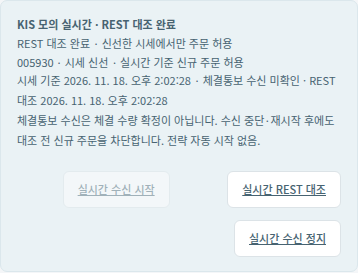 KIS 모의 실시간 · REST 대조 완료
REST 대조 완료 · 신선한 시세에서만 주문 허용
005930 · 시세 신선 · 실시간 기준 신규 주문 허용
시세 기준 2026. 11. 18. 오후 2:02:28 · 체결통보 수신 미확인 · REST
대조 2026. 11. 18. 오후 2:02:28
체결통보 수신은 체결 수량 확정이 아닙니다. 수신 중단·재시작 후에도
대조 전 신규 주문을 차단합니다. 전략 자동 시작 없음.
실시간 수신 시작
실시간 REST 대조
실시간 수신 정지